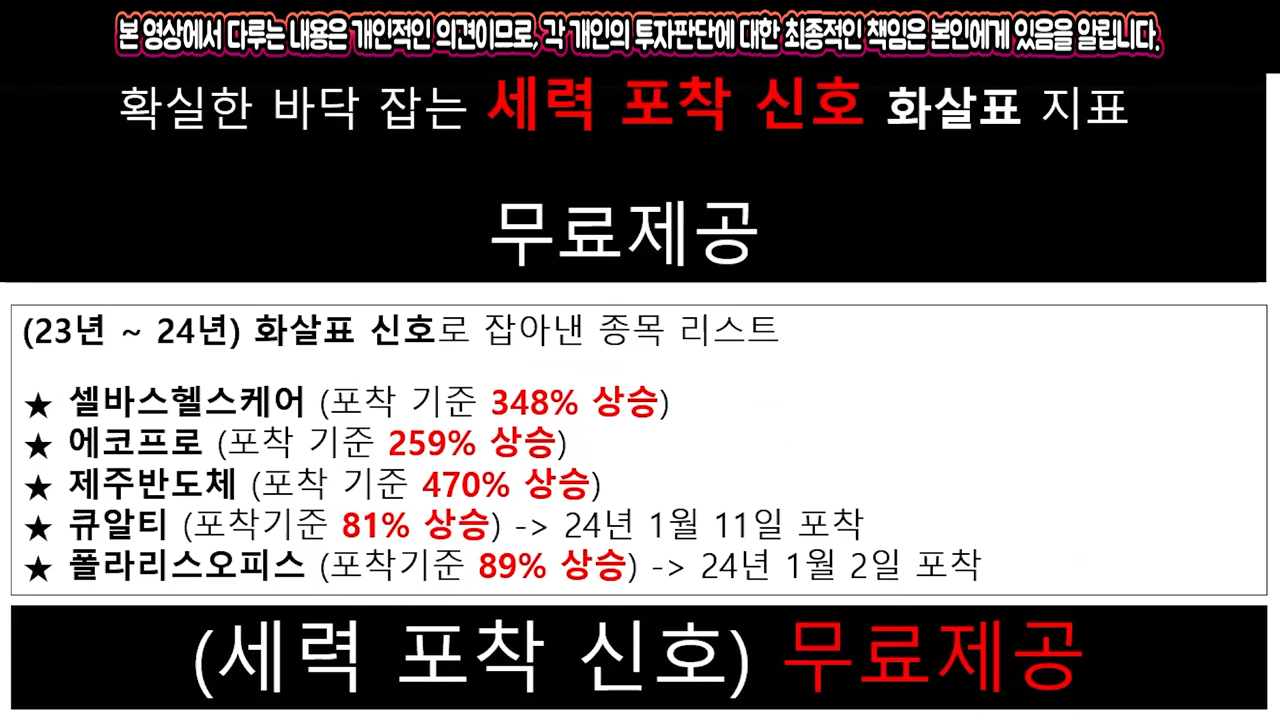 본 영상에서 다루는 내용은 개인적인 의견이므로, 각 개인의 투자판단에 대한 최종적인 책임은 본인에게 있음을 알립니다.
확실한 바닥 잡는 세력 포착 신호 화살표 지표
무료제공
(23년 ~ 24년) 화살표 신호로 잡아낸 종목 리스트
★ 셀바스헬스케어 (포착 기준 348% 상승)
★ 에코프로 (포착 기준 259% 상승)
★ 제주반도체 (포착 기준 470% 상승)
★ 큐알티 (포착기준 81% 상승) -> 24년 1월 11일 포착
★ 폴라리스오피스 (포착기준 89% 상승) -> 24년 1월 2일 포착
(세력 포착 신호) 무료제공